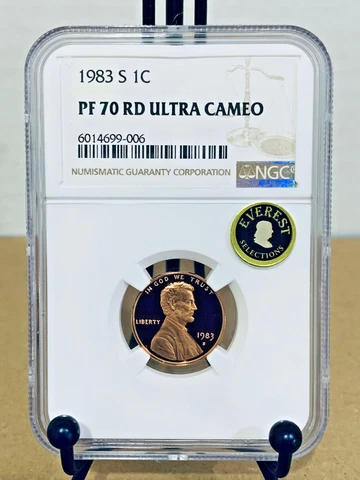 1983 S 1C
PF 70 RD ULTRA CAMEO
6014699-006
NUMISMATIC GUARANTY CORPORATION
NGC
EVEREST
SELECTIONS
IN GOD WE TRUST
LIBERTY
1983
S